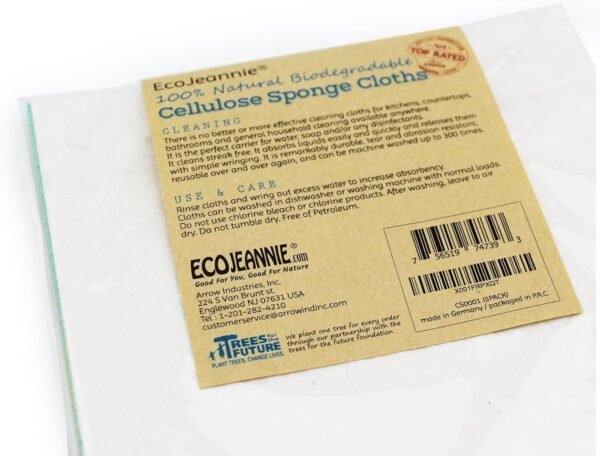 EcoJeannie®
TOP RATED
100% Natural Biodegradable
Cellulose Sponge Cloths
CLEANING
There is no better or more effective cleaning cloths for kitchens, countertops,
bathrooms and general household cleaning available anywhere.
It is the perfect carrier for water, soap and/or any disinfectants.
It cleans streak free. It absorbs liquids easily and quickly and releases them
with simple wringing. It is remarkably durable, tear and abrasion resistant,
reusable over and over again, and can be machine washed up to 300 times.
USE & CARE
Rinse cloths and wring out excess water to increase absorbency.
Cloths can be washed in dishwasher or washing machine with normal loads.
Do not use chlorine bleach or chlorine products. After washing, leave to air
dry. Do not tumble dry. Free of Petroleum.
ECOJEANNIE®.com
Good For You, Good For Nature
Arrow Industries, Inc.
224 S Van Brunt st.
Englewood NJ 07631 USA
Tel : 1-201-282-4210
customerservice@arrowindinc.com
7 56519 74739 3
X001FRPXQT
CS0001 (5PACK)
made in Germany / packaged in P.R.C
TREES for the FUTURE
PLANT TREES. CHANGE LIVES.
We plant one tree for every order
through our partnership with the
trees for the future foundation